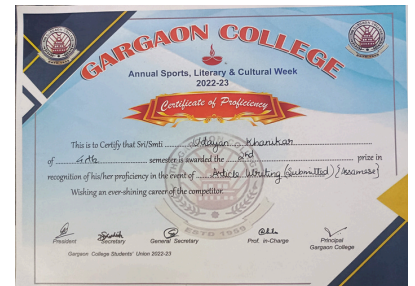 GARGAON COLLEGE
Annual Sports, Literary & Cultural Week
2022-23
Certificate of Proficiency
This is to Certify that Sri/Smti Udayan Khanikar
of 4th semester is awarded the 2nd prize in
recognition of his/her proficiency in the event of Article Writing (Submitted) {Assamese}
Wishing an ever-shining career of the competitor.
ESTD 1959
President Secretary General Secretary Prof. in-Charge Principal
Gargaon College Students' Union 2022-23 Gargaon College